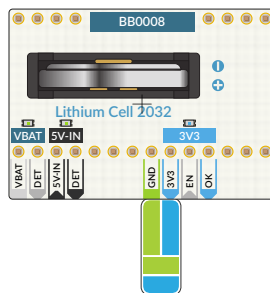 BB0008
Lithium Cell 2032
VBAT 5V-IN 3V3
VBAT DET 5V-IN DET GND 3V3 EN OK